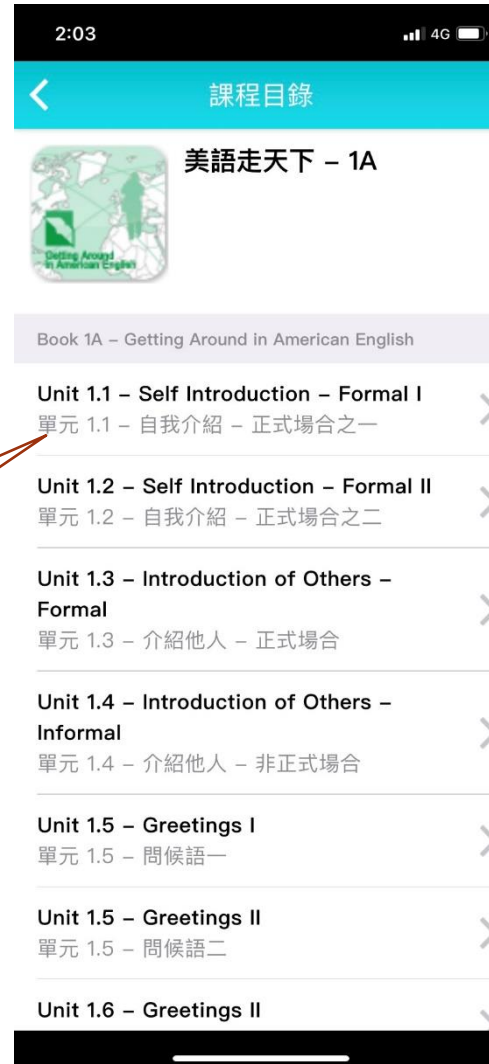 2:03
4G
課程目錄
美語走天下 – 1A
Getting Around
in American English
Book 1A – Getting Around in American English
Unit 1.1 – Self Introduction – Formal I
單元 1.1 – 自我介紹 – 正式場合之一
Unit 1.2 – Self Introduction – Formal II
單元 1.2 – 自我介紹 – 正式場合之二
Unit 1.3 – Introduction of Others –
Formal
單元 1.3 – 介紹他人 – 正式場合
Unit 1.4 – Introduction of Others –
Informal
單元 1.4 – 介紹他人 – 非正式場合
Unit 1.5 – Greetings I
單元 1.5 – 問候語一
Unit 1.5 – Greetings II
單元 1.5 – 問候語二
Unit 1.6 – Greetings II